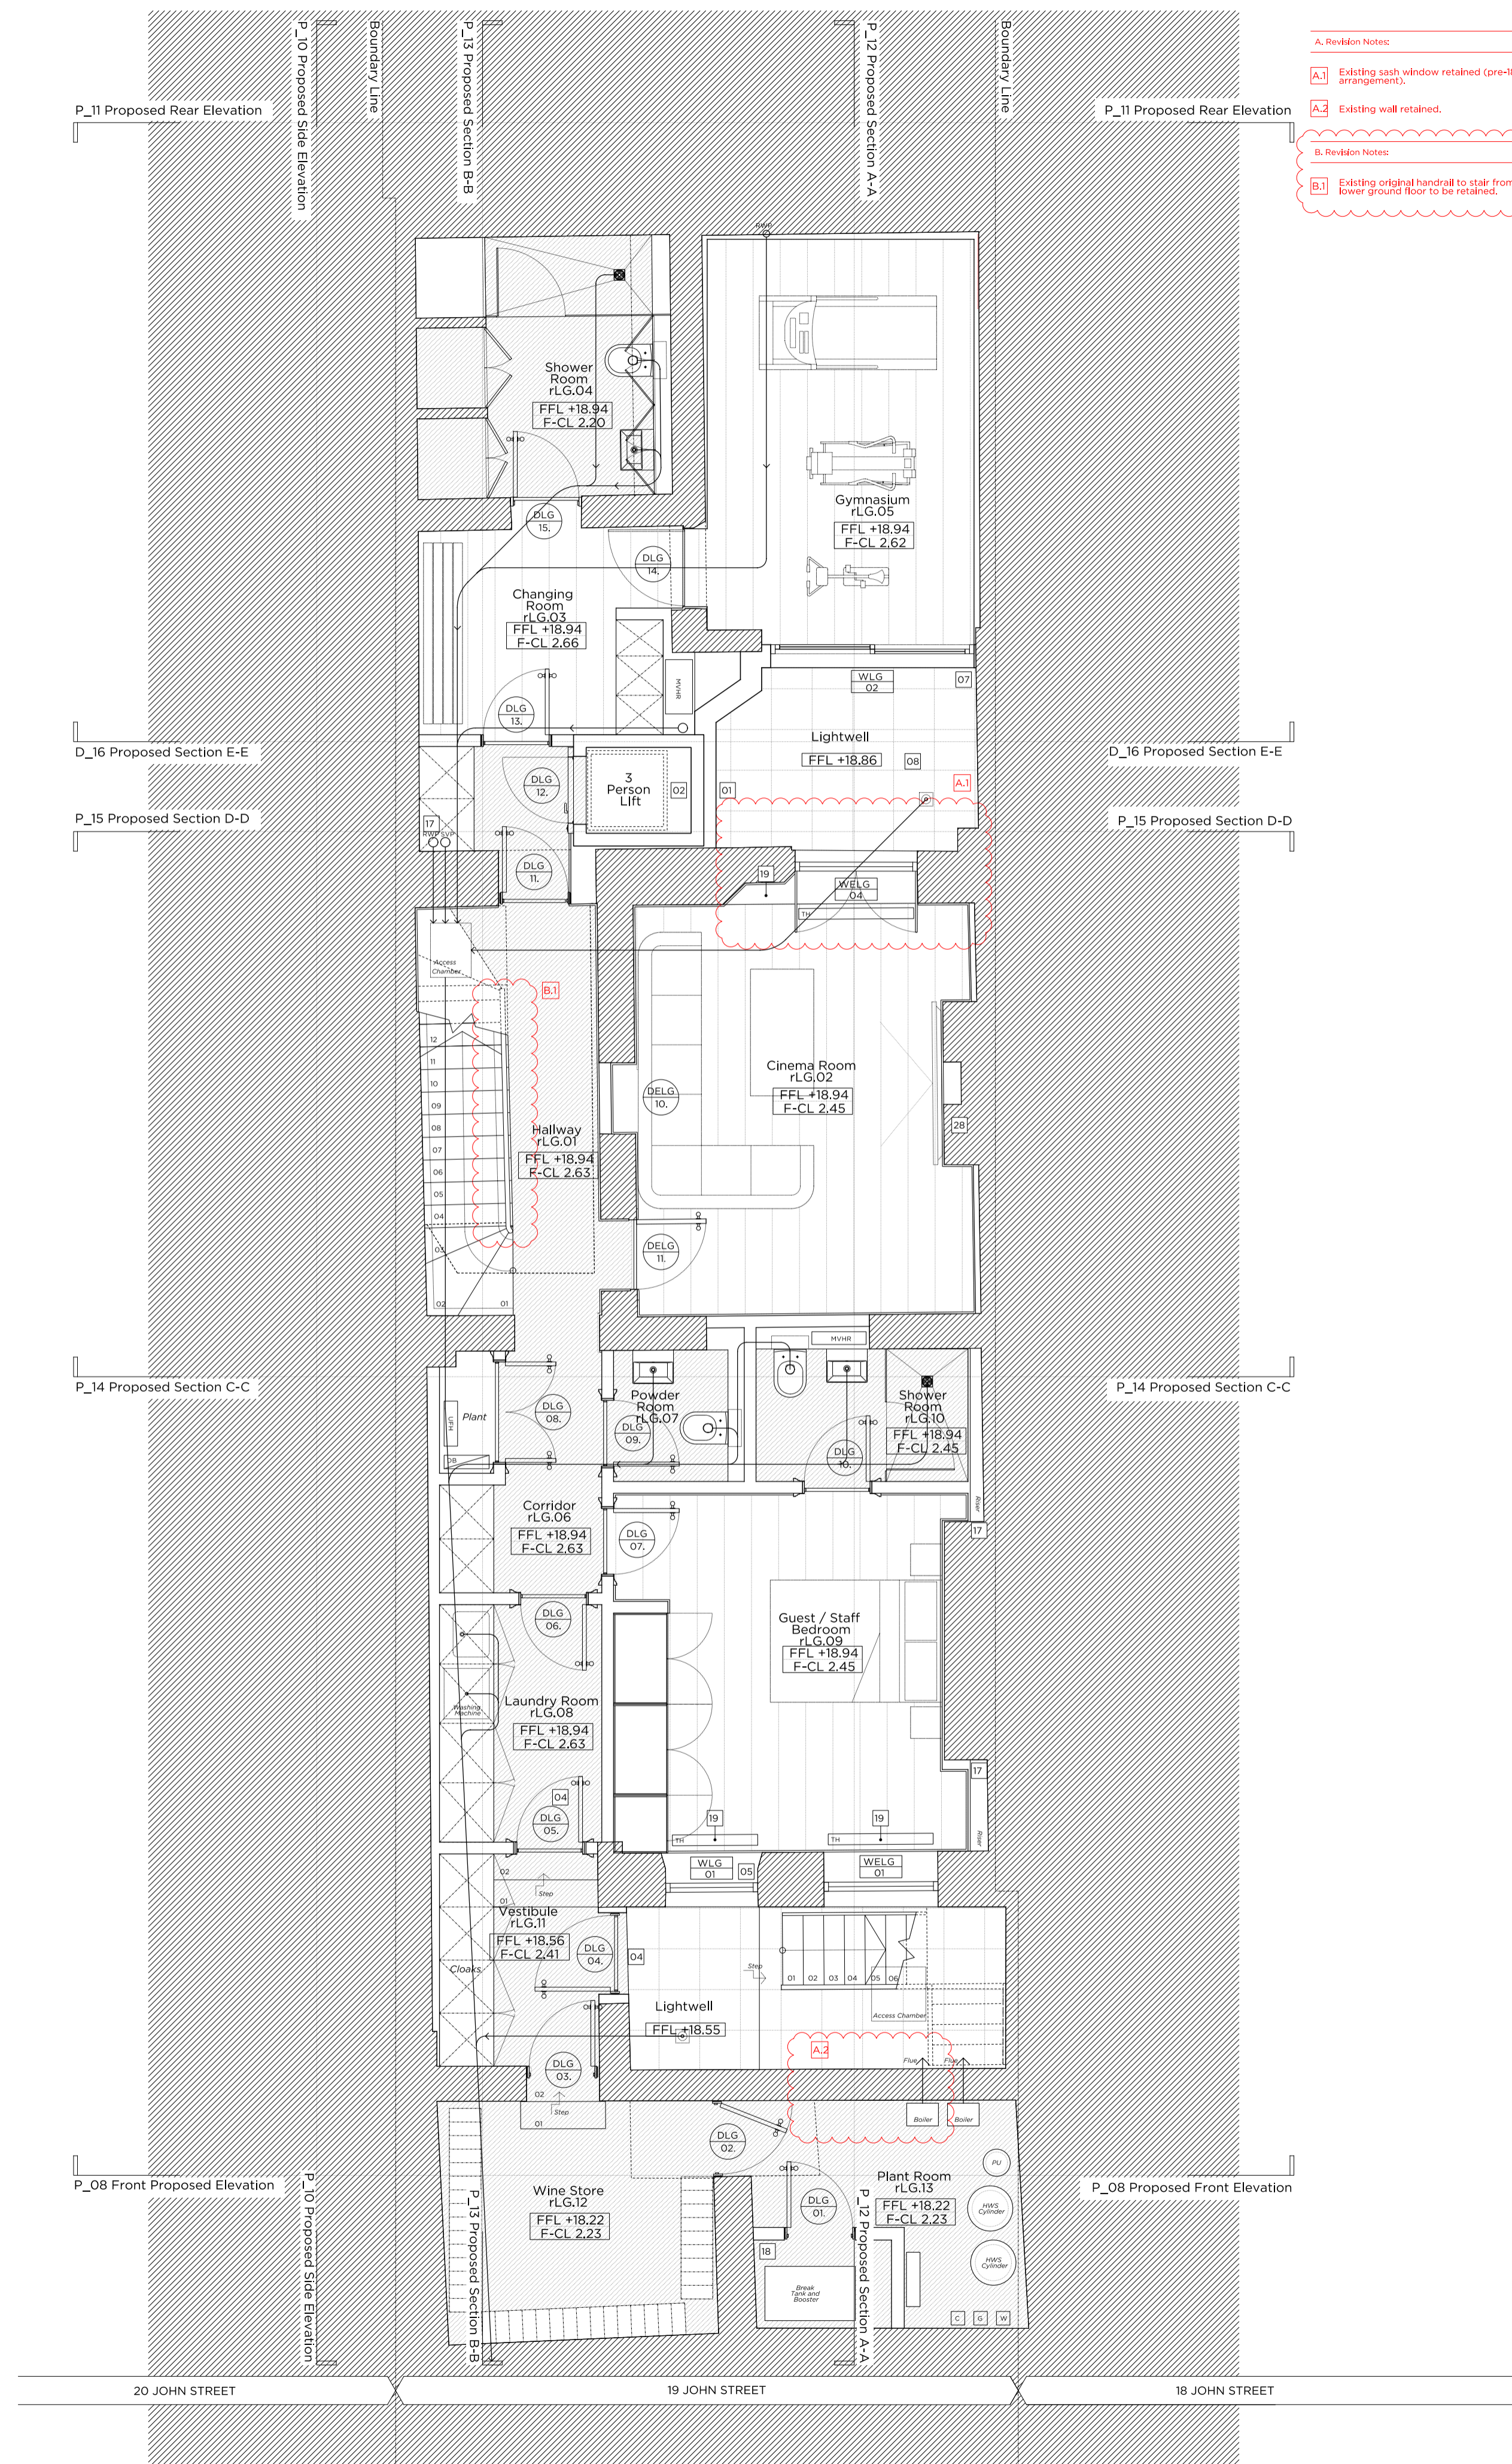 P_10 Proposed Side Elevation
Boundary Line
P_13 Proposed Section B-B
P_12 Proposed Section A-A
Boundary Line
A. Revision Notes:
A.1 Existing sash window retained (pre-18
arrangement).
A.2 Existing wall retained.
B. Revision Notes:
B.1 Existing original handrail to stair from
lower ground floor to be retained.
P_11 Proposed Rear Elevation
P_11 Proposed Rear Elevation
RWP
Shower
Room
rLG.04
FFL +18.94
F-CL 2.20
Gymnasium
rLG.05
FFL +18.94
F-CL 2.62
DLG
15.
DLG
14.
Changing
Room
rLG.03
FFL +18.94
F-CL 2.66
MVHR
WLG
02
07
DLG
13.
Lightwell
FFL +18.86
08
A.1
D_16 Proposed Section E-E
D_16 Proposed Section E-E
DLG
12.
3
Person
LIft
02
01
P_15 Proposed Section D-D
P_15 Proposed Section D-D
17
RWP SVP
DLG
11.
19
WELG
04
TH
Access
Chamber
B.1
12
11
10
09
08
07
06
05
04
03
02
01
Hallway
rLG.01
FFL +18.94
F-CL 2.63
Cinema Room
rLG.02
FFL +18.94
F-CL 2.45
DELG
10.
28
DELG
11.
P_14 Proposed Section C-C
P_14 Proposed Section C-C
MVHR
Plant
UFH
DB
DLG
08.
Powder
Room
rLG.07
DLG
09.
Shower
Room
rLG.10
FFL +18.94
F-CL 2.45
DLG
10.
Riser
17
Corridor
rLG.06
FFL +18.94
F-CL 2.63
DLG
07.
DLG
06.
Guest / Staff
Bedroom
rLG.09
FFL +18.94
F-CL 2.45
Washing
Machine
Laundry Room
rLG.08
FFL +18.94
F-CL 2.63
04
DLG
05.
17
Riser
19
TH
19
TH
WLG
01
05
WELG
01
02
Step
01
Vestibule
rLG.11
FFL +18.56
F-CL 2.41
Cloaks
DLG
04.
04
Step
01 02 03 04 05 06
Access Chamber
Lightwell
FFL +18.55
A.2
Flue
Flue
DLG
03.
02
Step
01
Boiler
Boiler
DLG
02.
PU
P_08 Front Proposed Elevation
P_08 Proposed Front Elevation
Wine Store
rLG.12
FFL +18.22
F-CL 2.23
DLG
01.
Plant Room
rLG.13
FFL +18.22
F-CL 2.23
HWS
Cylinder
HWS
Cylinder
18
Break
Tank and
Booster
C G W
P_10 Proposed Side Elevation
P_13 Proposed Section B-B
P_12 Proposed Section A-A
20 JOHN STREET
19 JOHN STREET
18 JOHN STREET